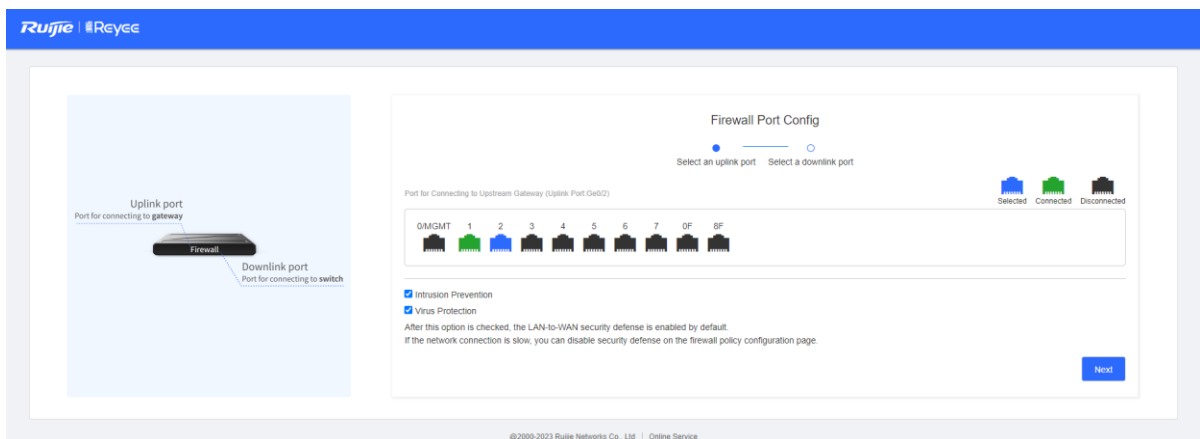 Ruijie | Reyee
Firewall Port Config
Select an uplink port Select a downlink port
Port for Connecting to Upstream Gateway (Uplink Port:Ge0/2)
Selected Connected Disconnected
0/MGMT 1 2 3 4 5 6 7 0F 8F
Uplink port
Port for connecting to gateway
Firewall
Downlink port
Port for connecting to switch
Intrusion Prevention
Virus Protection
After this option is checked, the LAN-to-WAN security defense is enabled by default.
If the network connection is slow, you can disable security defense on the firewall policy configuration page.
Next
@2000-2023 Ruijie Networks Co., Ltd | Online Service